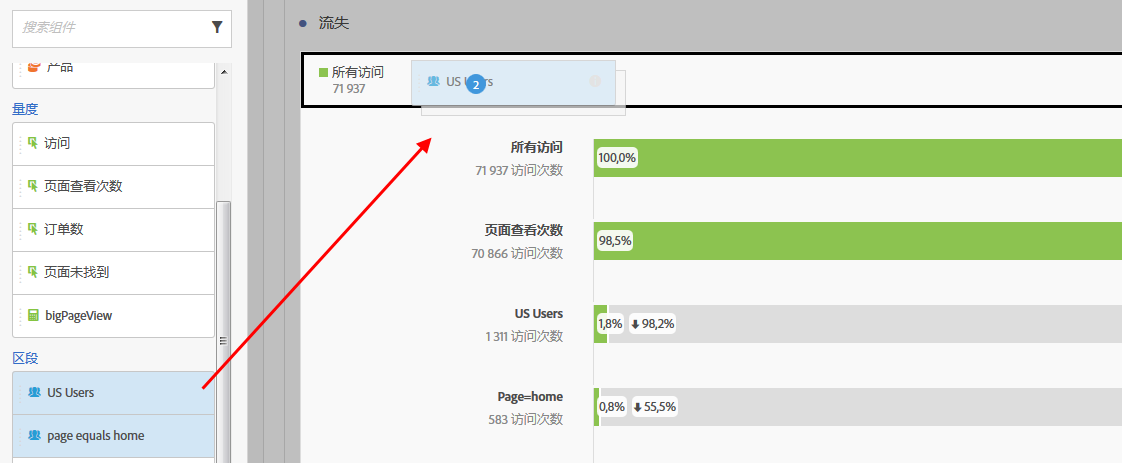 搜索组件
产品
量度
访问
页面查看次数
订单数
页面未找到
bigPageView
区段
US Users
page equals home
流失
所有访问
71 937
US Users
2
所有访问
71 937 访问次数
100,0%
页面查看次数
70 866 访问次数
98,5%
US Users
1 311 访问次数
1,8%
98,2%
Page=home
583 访问次数
0,8%
55,5%